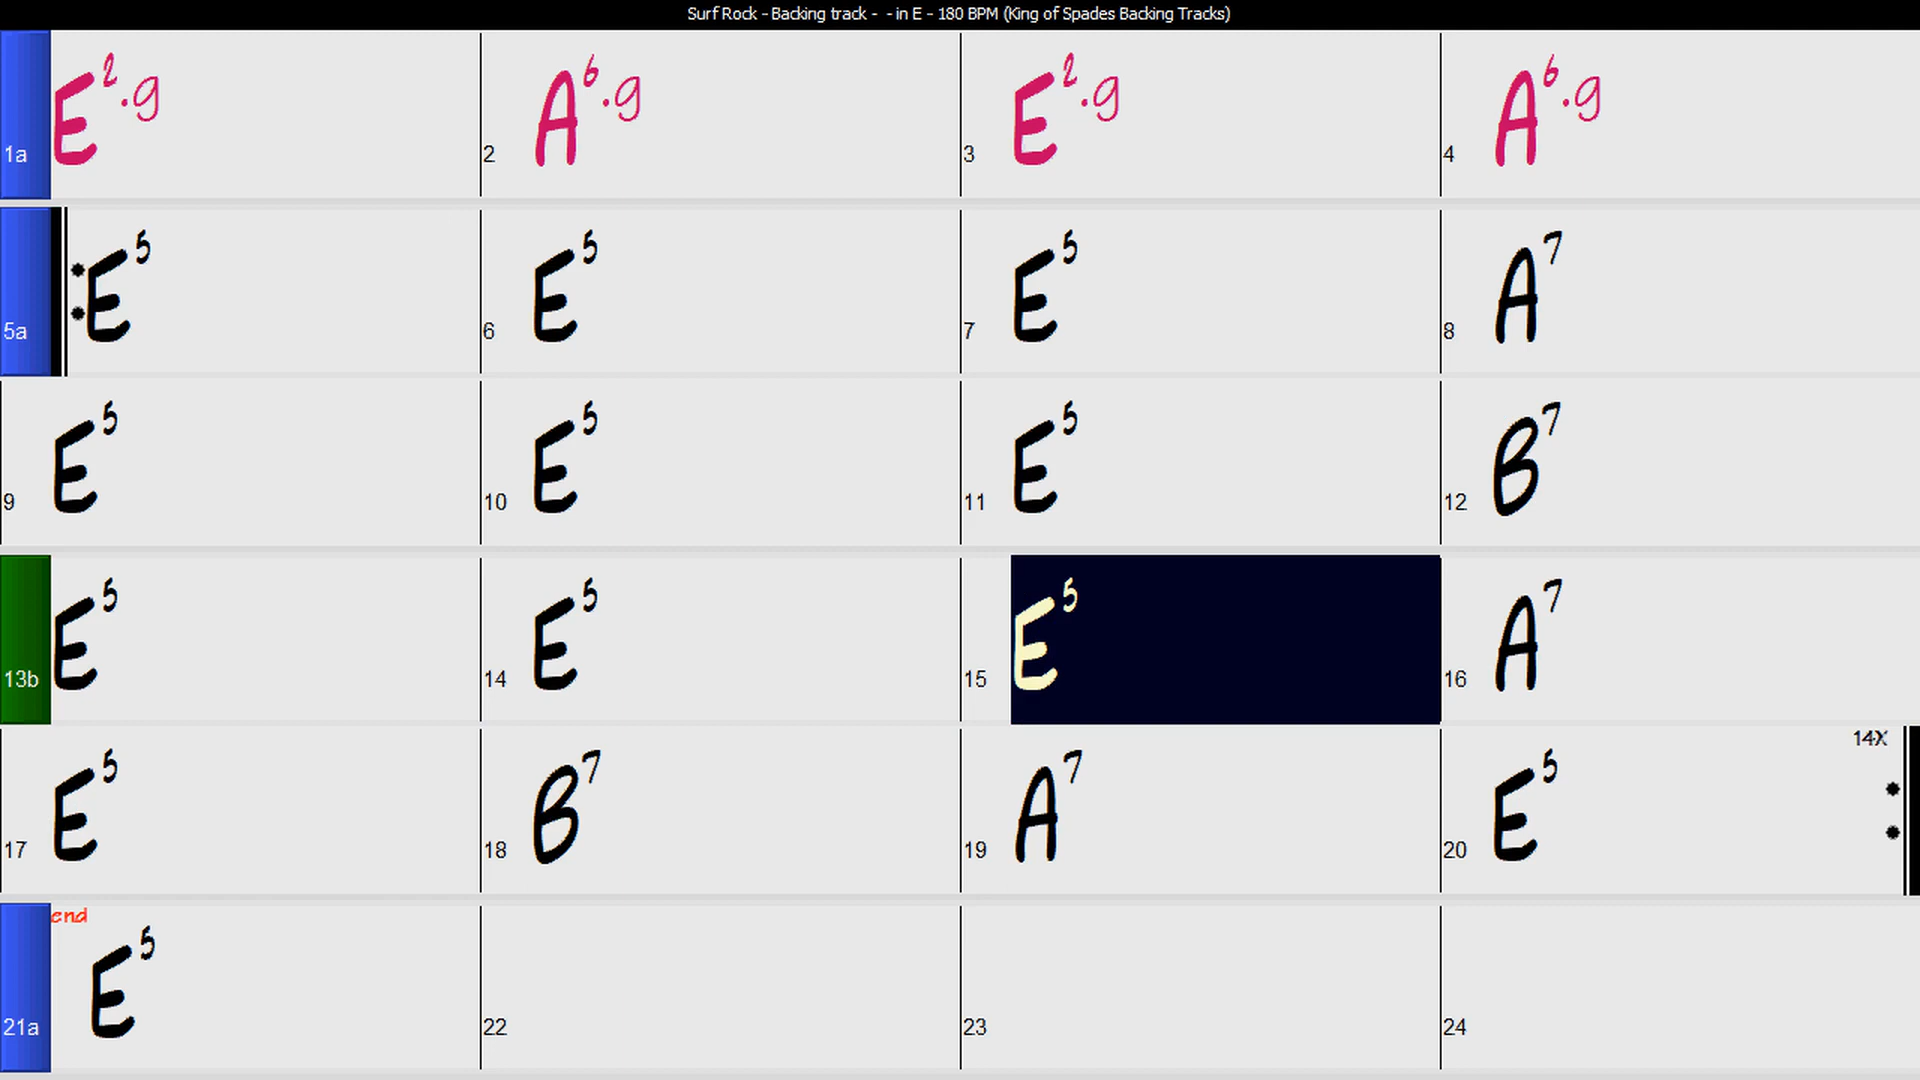 Surf Rock - Backing track - - in E - 180 BPM (King of Spades Backing Tracks)
1a E2.9 2 A6.9 3 E2.9 4 A6.9
5a E5 6 E5 7 E5 8 A7
9 E5 10 E5 11 E5 12 B7
13b E5 14 E5 15 E5 16 A7
14X
17 E5 18 B7 19 A7 20 E5
end
21a E5 22 23 24